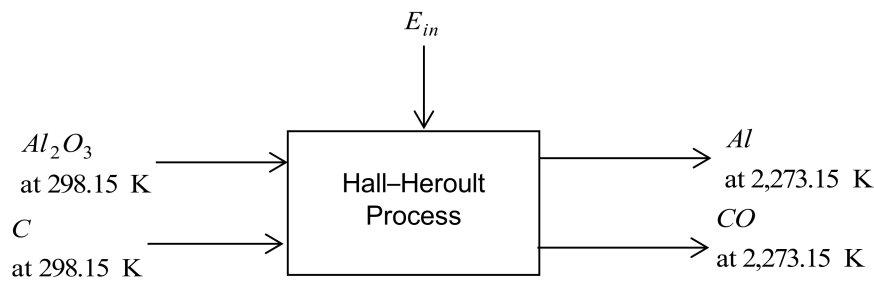 E_in
Al₂O₃
at 298.15 K
C
at 298.15 K
Hall–Heroult
Process
Al
at 2,273.15 K
CO
at 2,273.15 K